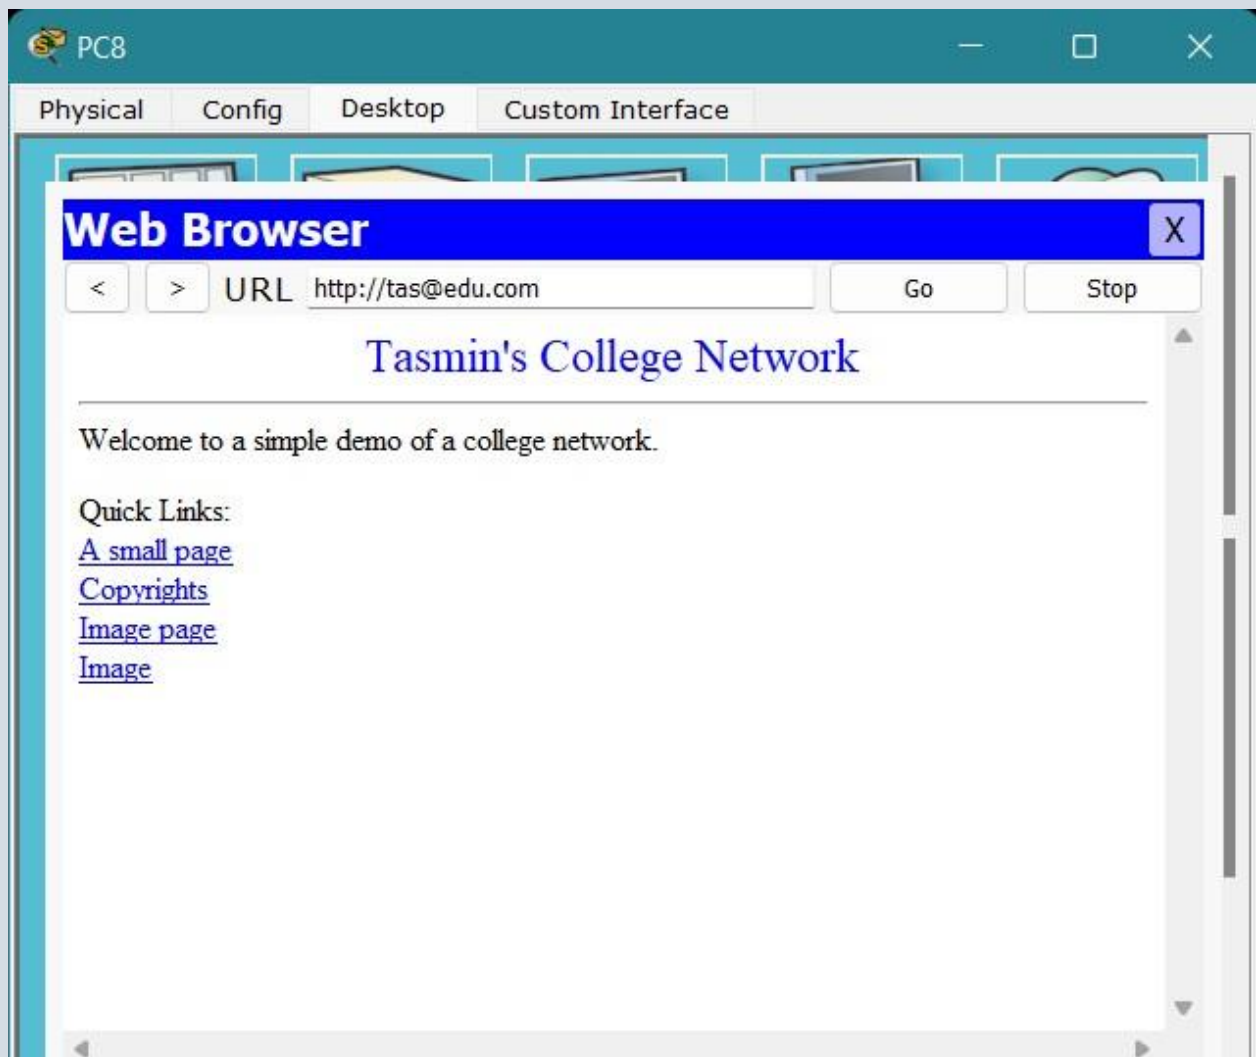 PC8
Physical Config Desktop Custom Interface
Web Browser X
< > URL http://tas@edu.com Go Stop
Tasmin's College Network
Welcome to a simple demo of a college network.
Quick Links:
A small page
Copyrights
Image page
Image